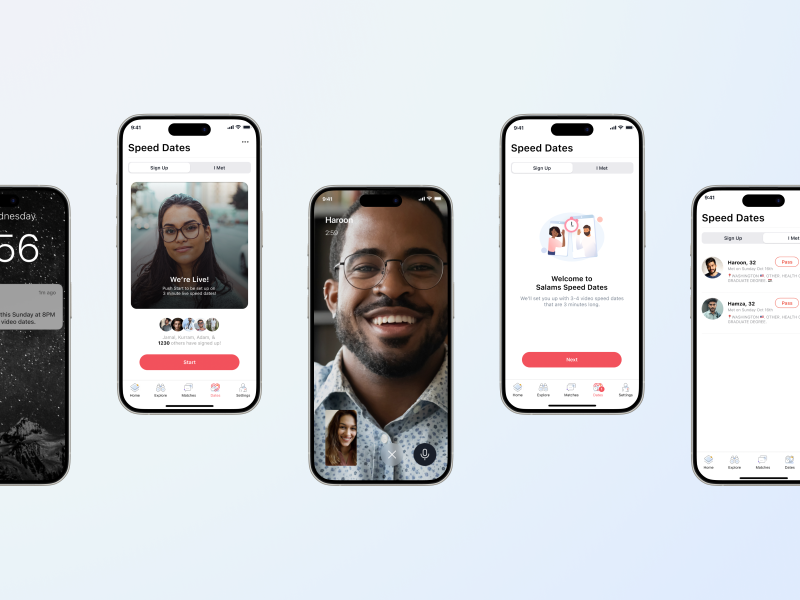 dnesday
56
1m ago
this Sunday at 8PM
video dates.
9:41
Speed Dates
Sign Up
I Met
We're Live!
Push Start to be set up on
3 minute live speed dates!
Jamie, Kurram, Adam, &
1238 others have signed up!
Start
Home
Explore
Matches
Dates
Settings
9:41
Haroon
2:59
9:41
Speed Dates
Sign Up
I Met
Welcome to
Salams Speed Dates
We'll set you up with 3-4 video speed dates
that are 3 minutes long.
Next
Home
Explore
Matches
Dates
Settings
9:41
Speed Dates
Sign Up
I Met
Haroon, 32
Pass
Met on Sunday Oct 15th
WASHINGTON
OTHER
HEALTH
GRADUATE DEGREE
Hamza, 32
Pass
Met on Sunday Oct 15th
WASHINGTON
OTHER
HEALTH
GRADUATE DEGREE
Home
Explore
Matches
Dates